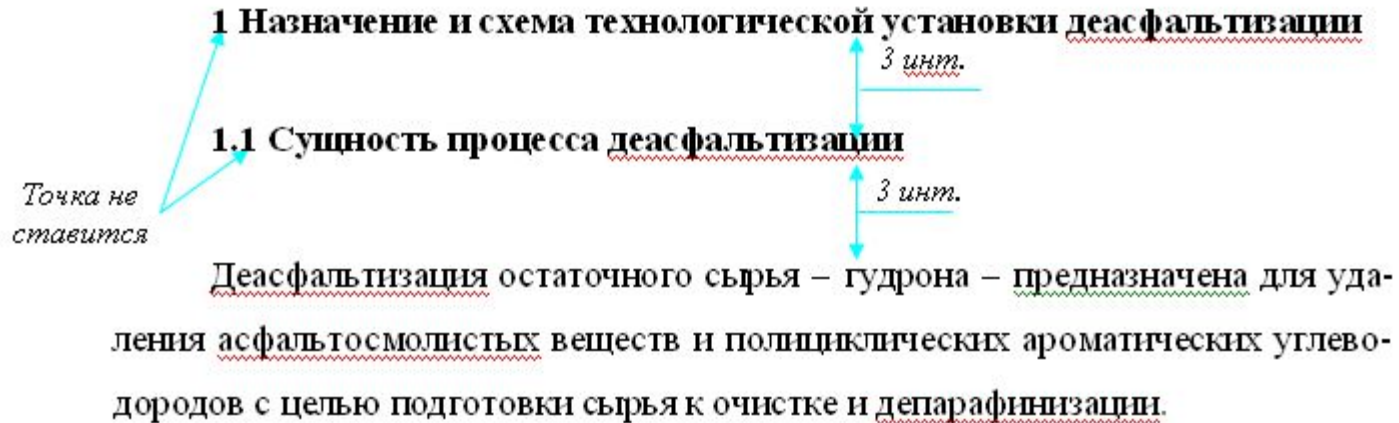 1 Назначение и схема технологической установки деасфальтизации
3 инт.
1.1 Сущность процесса деасфальтизации
Точка не
ставится
3 инт.
Деасфальтизация остаточного сырья – гудрона – предназначена для уда-
ления асфальтосмолистых веществ и полициклических ароматических углево-
дородов с целью подготовки сырья к очистке и депарафинизации.